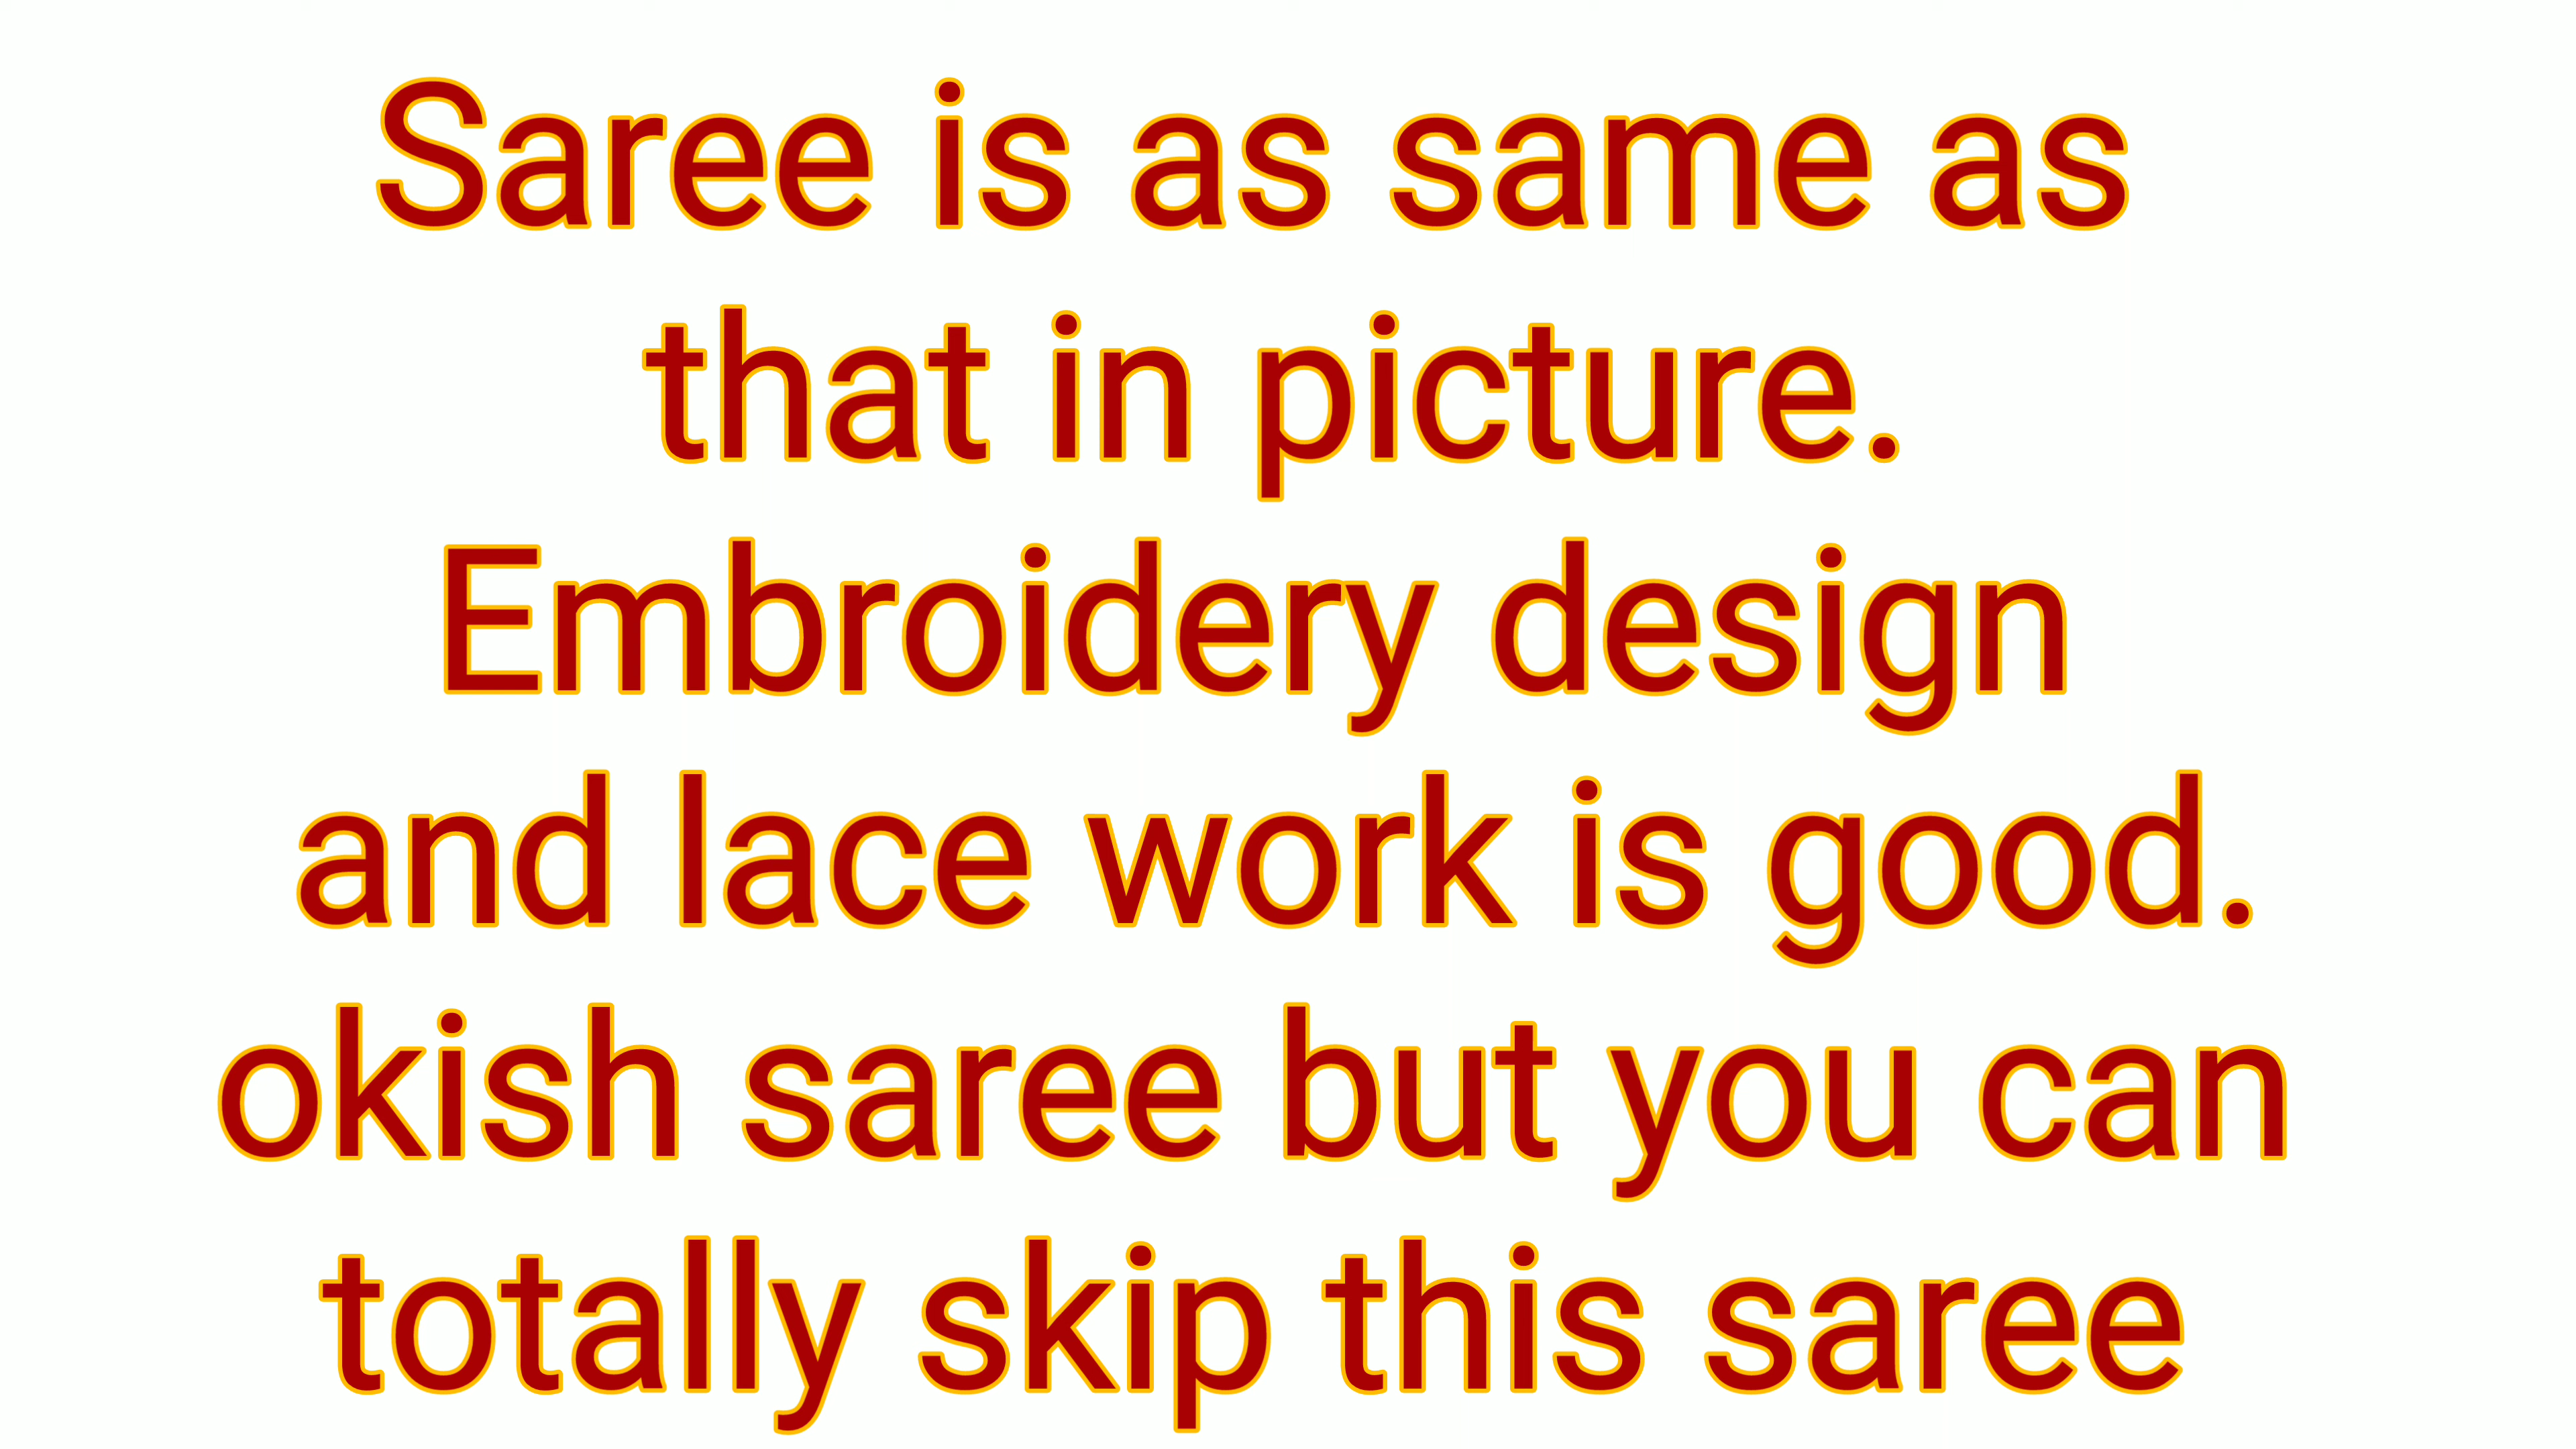 Saree is as same as
that in picture.
Embroidery design
and lace work is good.
okish saree but you can
totally skip this saree